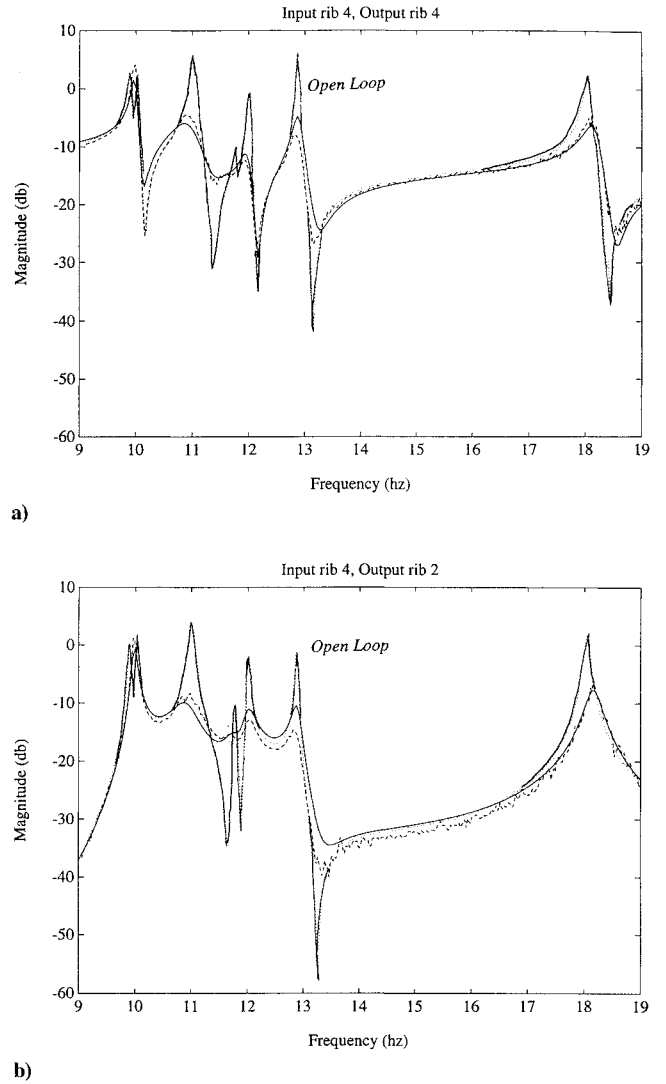 Input rib 4, Output rib 4
10
0
-10
-20
-30
-40
-50
-60
Magnitude (db)
Open Loop
9 10 11 12 13 14 15 16 17 18 19
Frequency (hz)
a)
Input rib 4, Output rib 2
10
0
-10
-20
-30
-40
-50
-60
Magnitude (db)
Open Loop
9 10 11 12 13 14 15 16 17 18 19
Frequency (hz)
b)